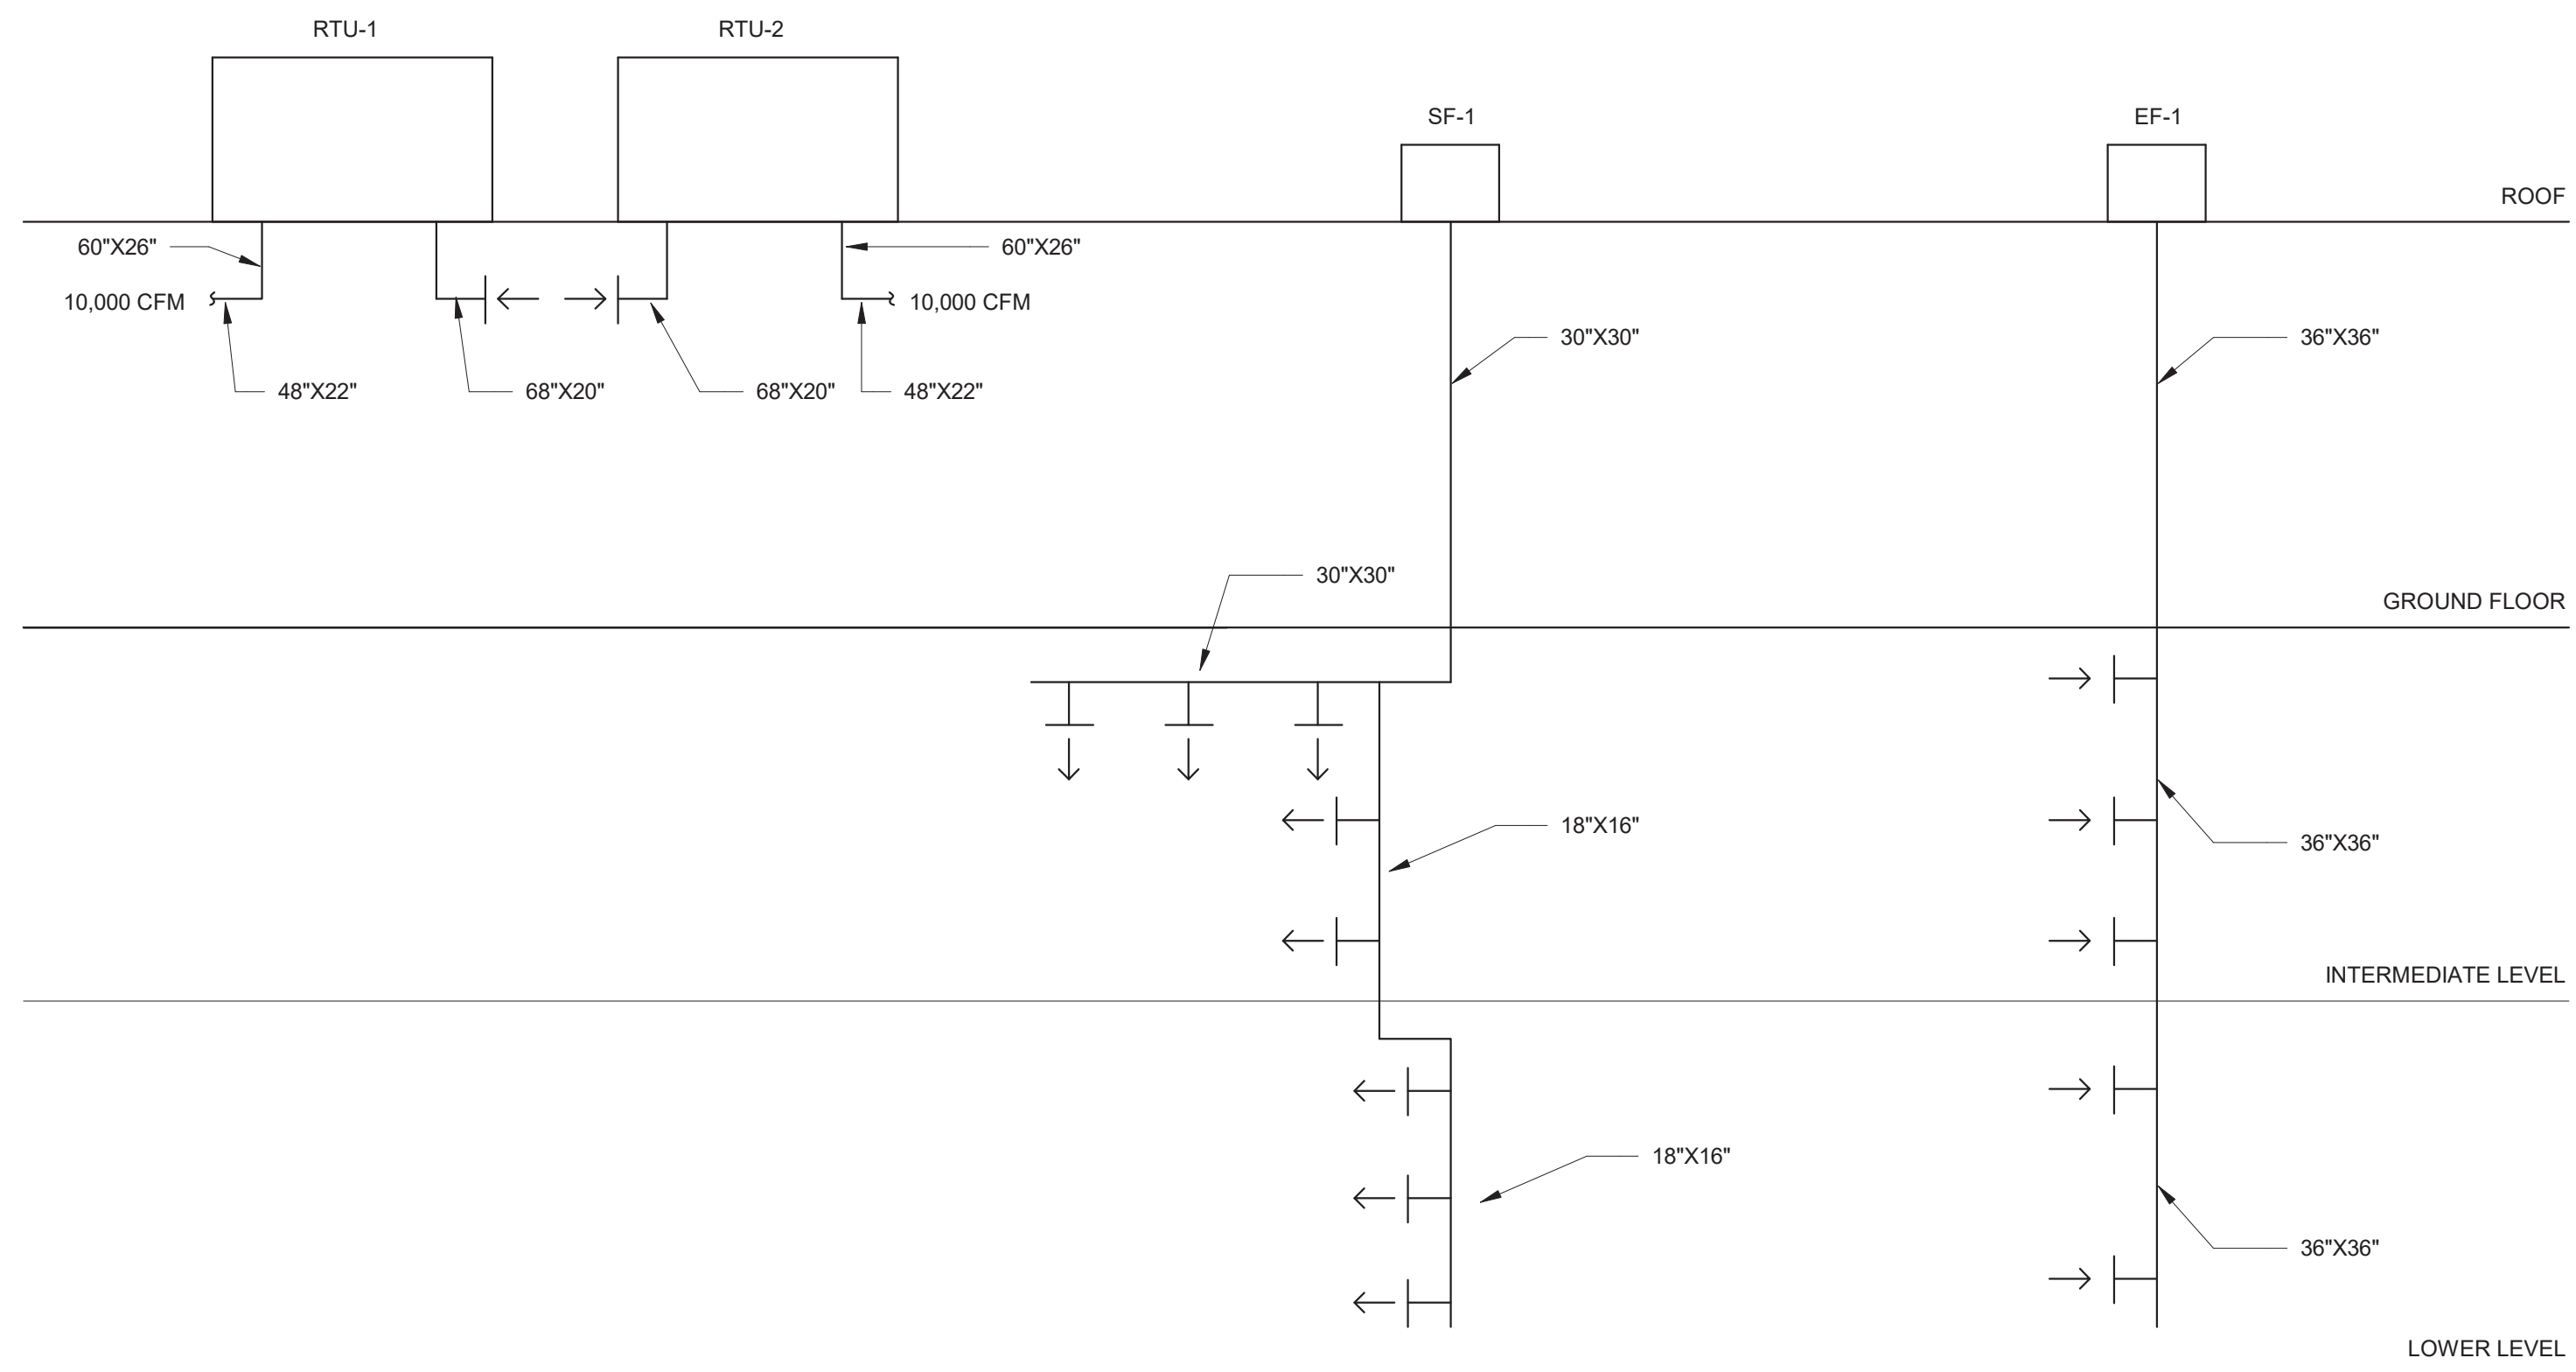 RTU-1
RTU-2
SF-1
EF-1
ROOF
60"X26"
60"X26"
10,000 CFM
10,000 CFM
30"X30"
36"X36"
48"X22"
68"X20"
68"X20"
48"X22"
30"X30"
GROUND FLOOR
18"X16"
36"X36"
INTERMEDIATE LEVEL
18"X16"
36"X36"
LOWER LEVEL